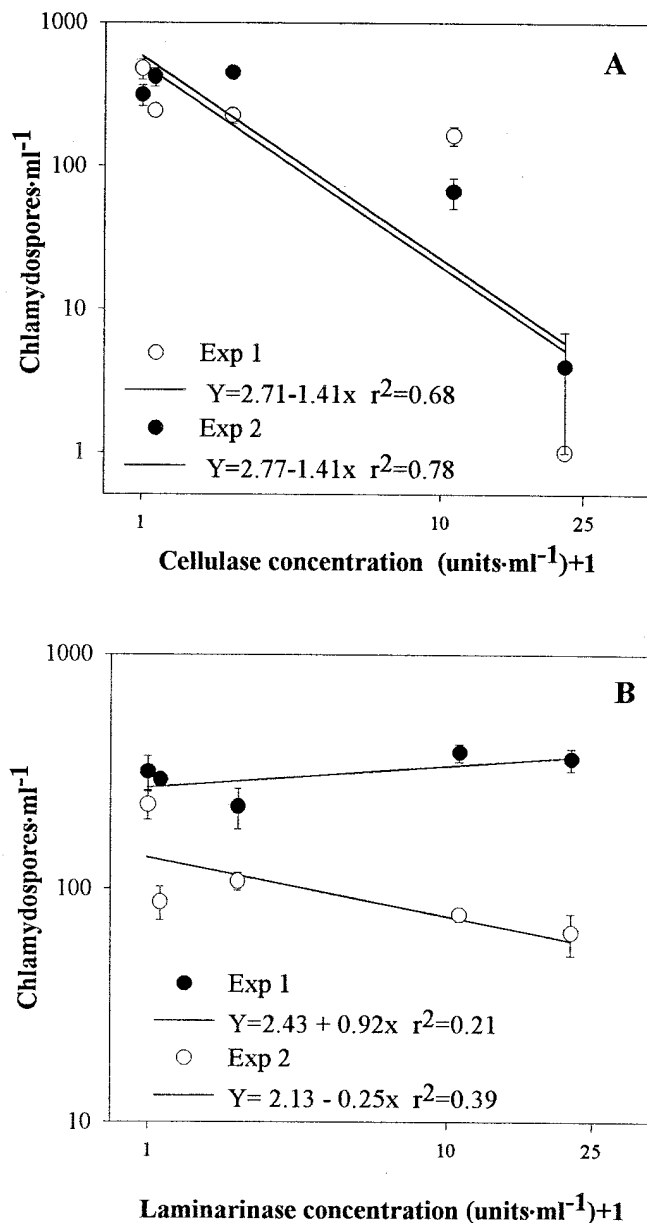 1000
A
100
10
1
Chlamydospores·ml-1
Exp 1
Y=2.71-1.41x r2=0.68
Exp 2
Y=2.77-1.41x r2=0.78
1 10 25
Cellulase concentration (units·ml-1)+1
1000
B
100
10
Chlamydospores·ml-1
Exp 1
Y=2.43 + 0.92x r2=0.21
Exp 2
Y= 2.13 - 0.25x r2=0.39
1 10 25
Laminarinase concentration (units·ml-1)+1